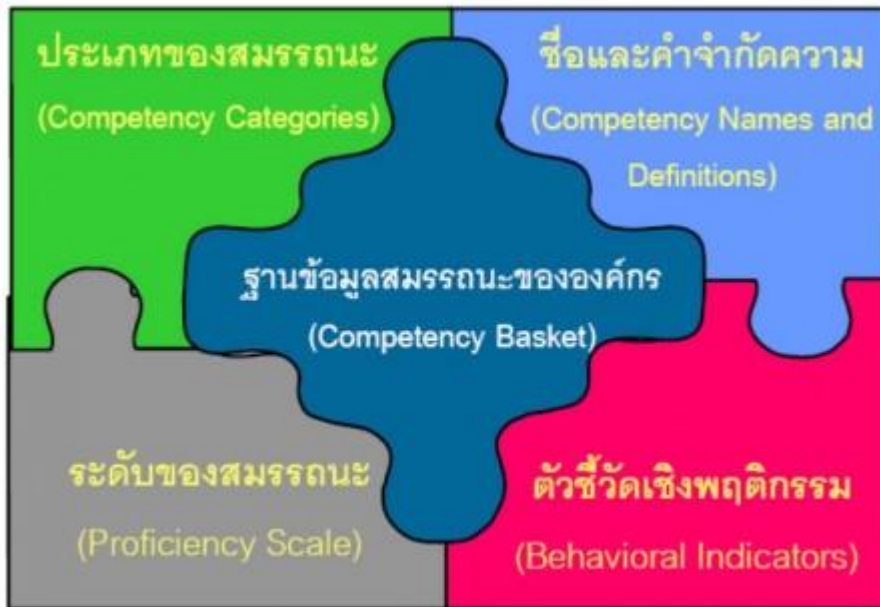 ประเภทของสมรรถนะ
(Competency Categories)
ชื่อและคำจำกัดความ
(Competency Names and
Definitions)
ฐานข้อมูลสมรรถนะขององค์กร
(Competency Basket)
ระดับของสมรรถนะ
(Proficiency Scale)
ตัวชี้วัดเชิงพฤติกรรม
(Behavioral Indicators)